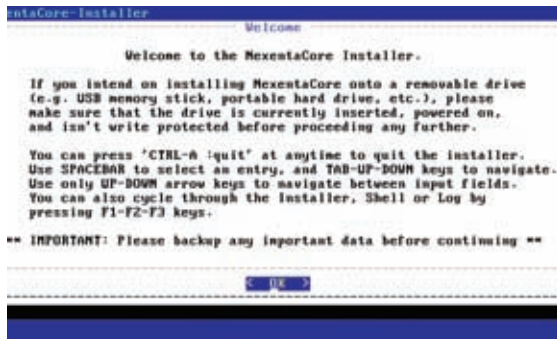 entaCore-Installer
Welcome
Welcome to the NexentaCore Installer.
If you intend on installing NexentaCore onto a removable drive
(e.g. USB memory stick, portable hard drive, etc.), please
make sure that the drive is currently inserted, powered on,
and isn't write protected before proceeding any further.
You can press 'CTRL-A :quit' at anytime to quit the installer.
Use SPACEBAR to select an entry, and TAB-UP-DOWN keys to navigate.
Use only UP-DOWN arrow keys to navigate between input fields.
You can also cycle through the Installer, Shell or Log by
pressing F1-F2-F3 keys.
** IMPORTANT: Please backup any important data before continuing **
< OK >